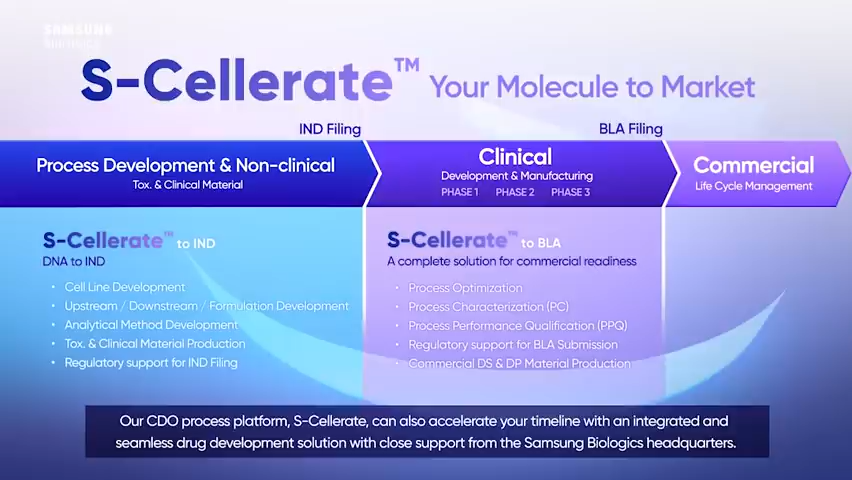 SAMSUNG
BIOLOGICS
S-Cellerate™ Your Molecule to Market
IND Filing
BLA Filing
Process Development & Non-clinical
Tox. & Clinical Material
Clinical
Development & Manufacturing
PHASE 1 PHASE 2 PHASE 3
Commercial
Life Cycle Management
S-Cellerate™ to IND
DNA to IND
• Cell Line Development
• Upstream / Downstream / Formulation Development
• Analytical Method Development
• Tox. & Clinical Material Production
• Regulatory support for IND Filing
S-Cellerate™ to BLA
A complete solution for commercial readiness
• Process Optimization
• Process Characterization (PC)
• Process Performance Qualification (PPQ)
• Regulatory support for BLA Submission
• Commercial DS & DP Material Production
Our CDO process platform, S-Cellerate, can also accelerate your timeline with an integrated and
seamless drug development solution with close support from the Samsung Biologics headquarters.